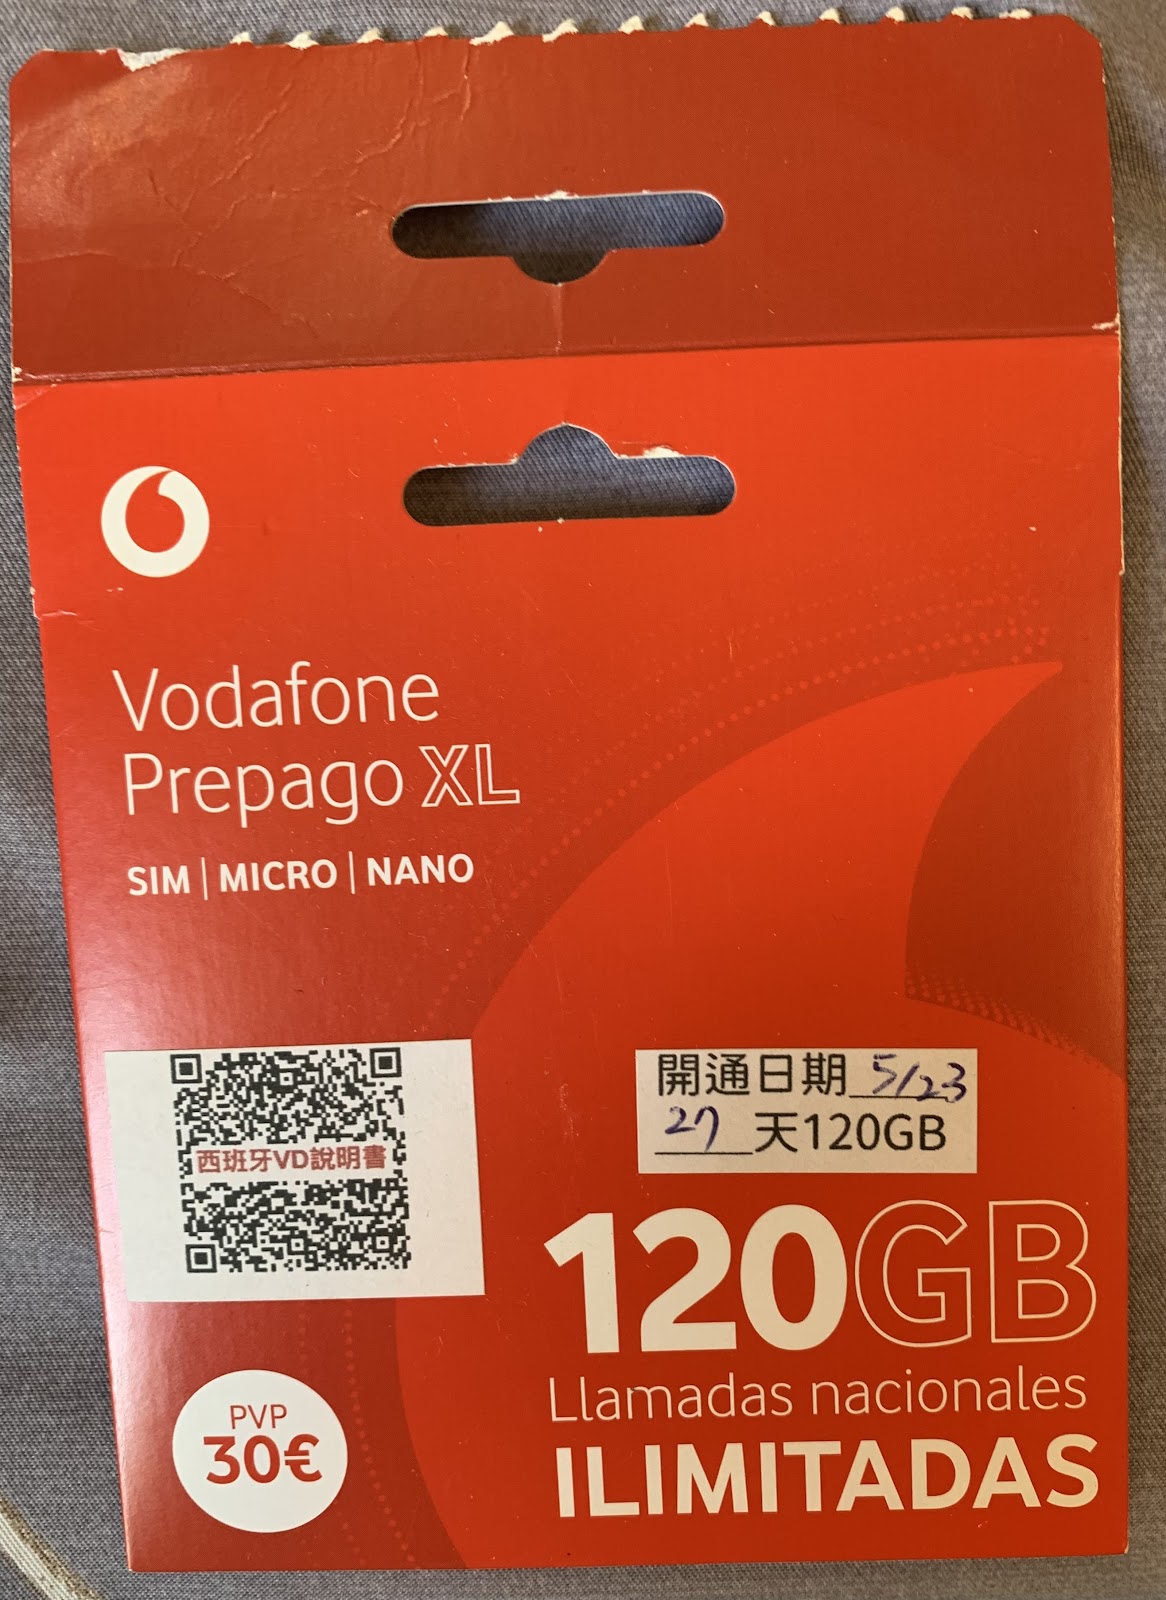 Vodafone
Prepago XL
SIM | MICRO | NANO
西班牙VD說明書
開通日期 5/23
27 天120GB
120GB
Llamadas nacionales
ILIMITADAS
PVP
30€